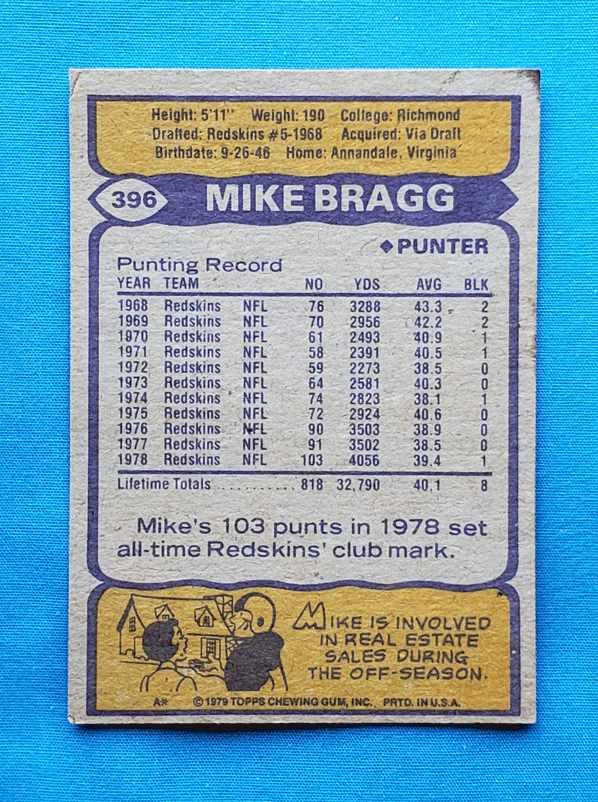 Height: 5'11" Weight: 190 College: Richmond
Drafted: Redskins #5-1968 Acquired: Via Draft
Birthdate: 9-26-46 Home: Annandale, Virginia
396 MIKE BRAGG
◆PUNTER
Punting Record
YEAR TEAM NO YDS AVG BLK
1968 Redskins NFL 76 3288 43.3 2
1969 Redskins NFL 70 2956 42.2 2
1970 Redskins NFL 61 2493 40.9 1
1971 Redskins NFL 58 2391 40.5 1
1972 Redskins NFL 59 2273 38.5 0
1973 Redskins NFL 64 2581 40.3 0
1974 Redskins NFL 74 2823 38.1 1
1975 Redskins NFL 72 2924 40.6 0
1976 Redskins NFL 90 3503 38.9 0
1977 Redskins NFL 91 3502 38.5 0
1978 Redskins NFL 103 4056 39.4 1
Lifetime Totals ........... 818 32,790 40.1 8
Mike's 103 punts in 1978 set
all-time Redskins' club mark.
MIKE IS INVOLVED
IN REAL ESTATE
SALES DURING
THE OFF-SEASON.
A* © 1979 TOPPS CHEWING GUM, INC. PRTD. IN U.S.A.